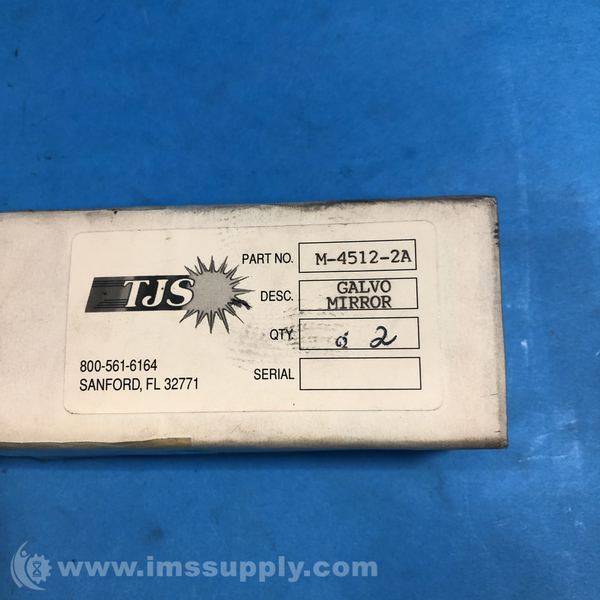 TJS
PART NO. M-4512-2A
DESC. GALVO
MIRROR
QTY. 2
SERIAL
800-561-6164
SANFORD, FL 32771
www.imssupply.com